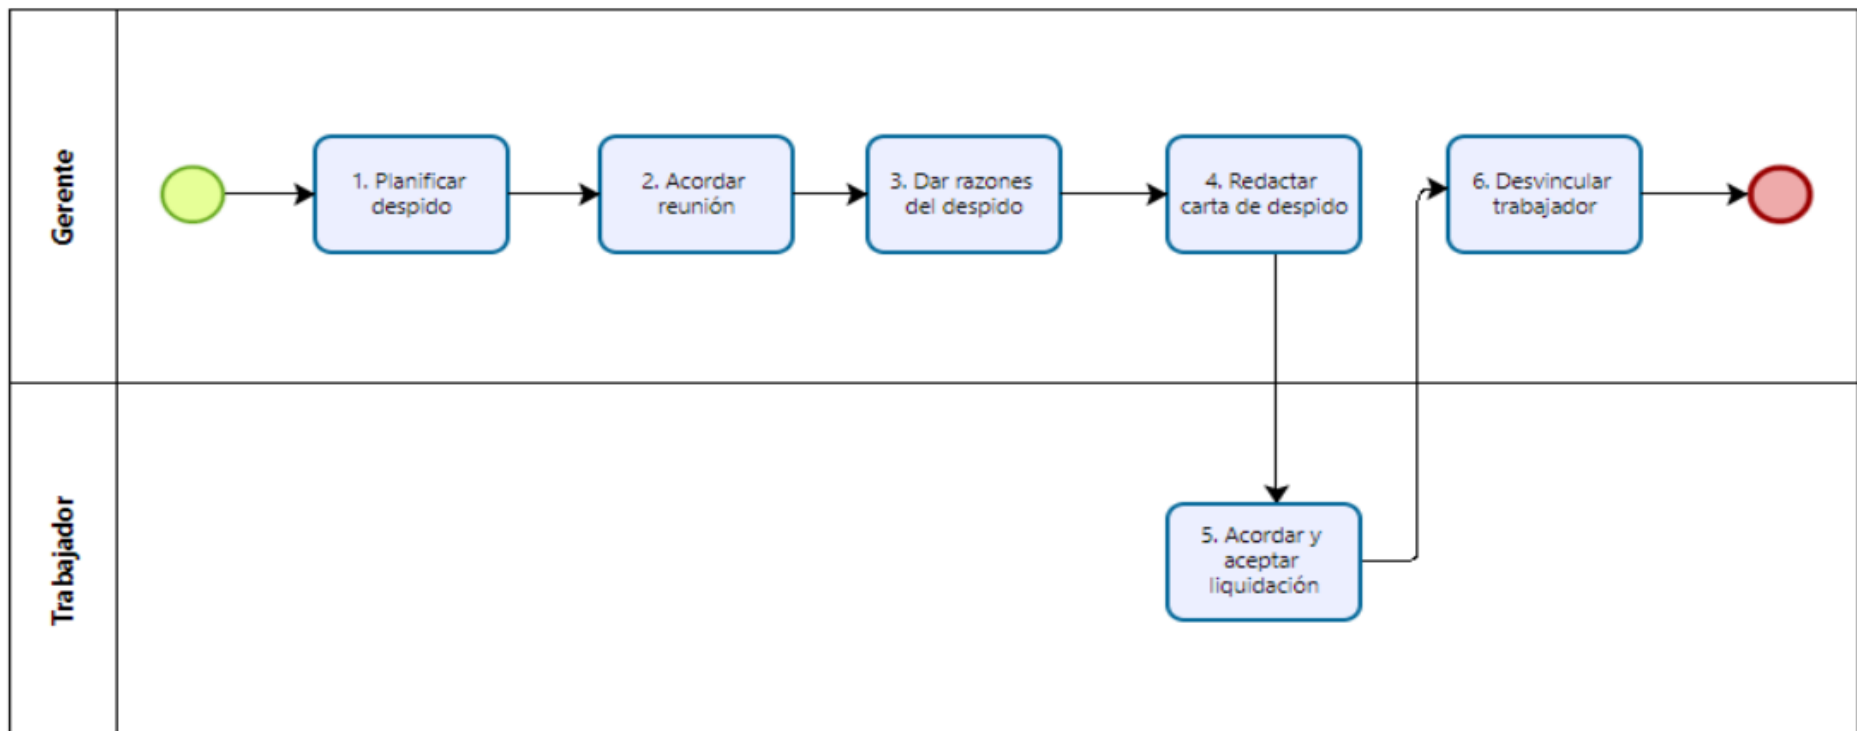 Gerente
1. Planificar
despido
2. Acordar
reunión
3. Dar razones
del despido
4. Redactar
carta de despido
6. Desvincular
trabajador
Trabajador
5. Acordar y
aceptar
liquidación